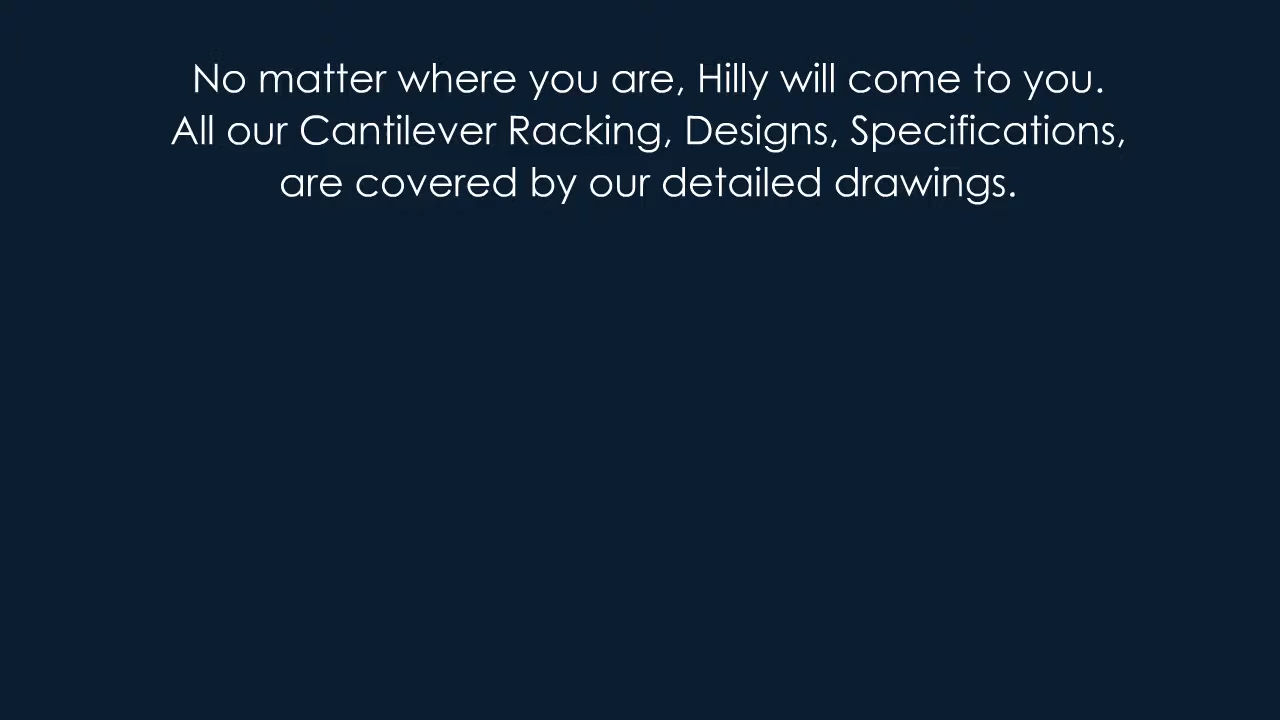 No matter where you are, Hilly will come to you.
All our Cantilever Racking, Designs, Specifications,
are covered by our detailed drawings.